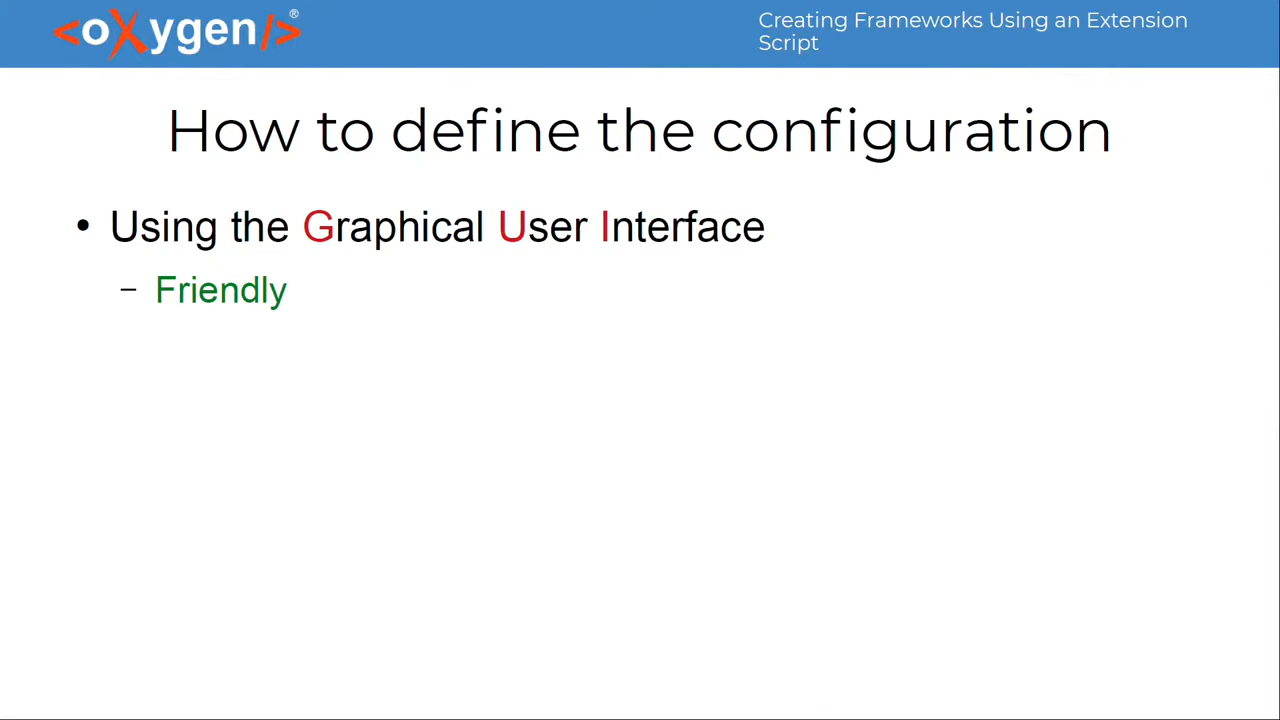 <oXygen/>®
Creating Frameworks Using an Extension
Script
How to define the configuration
• Using the Graphical User Interface
– Friendly